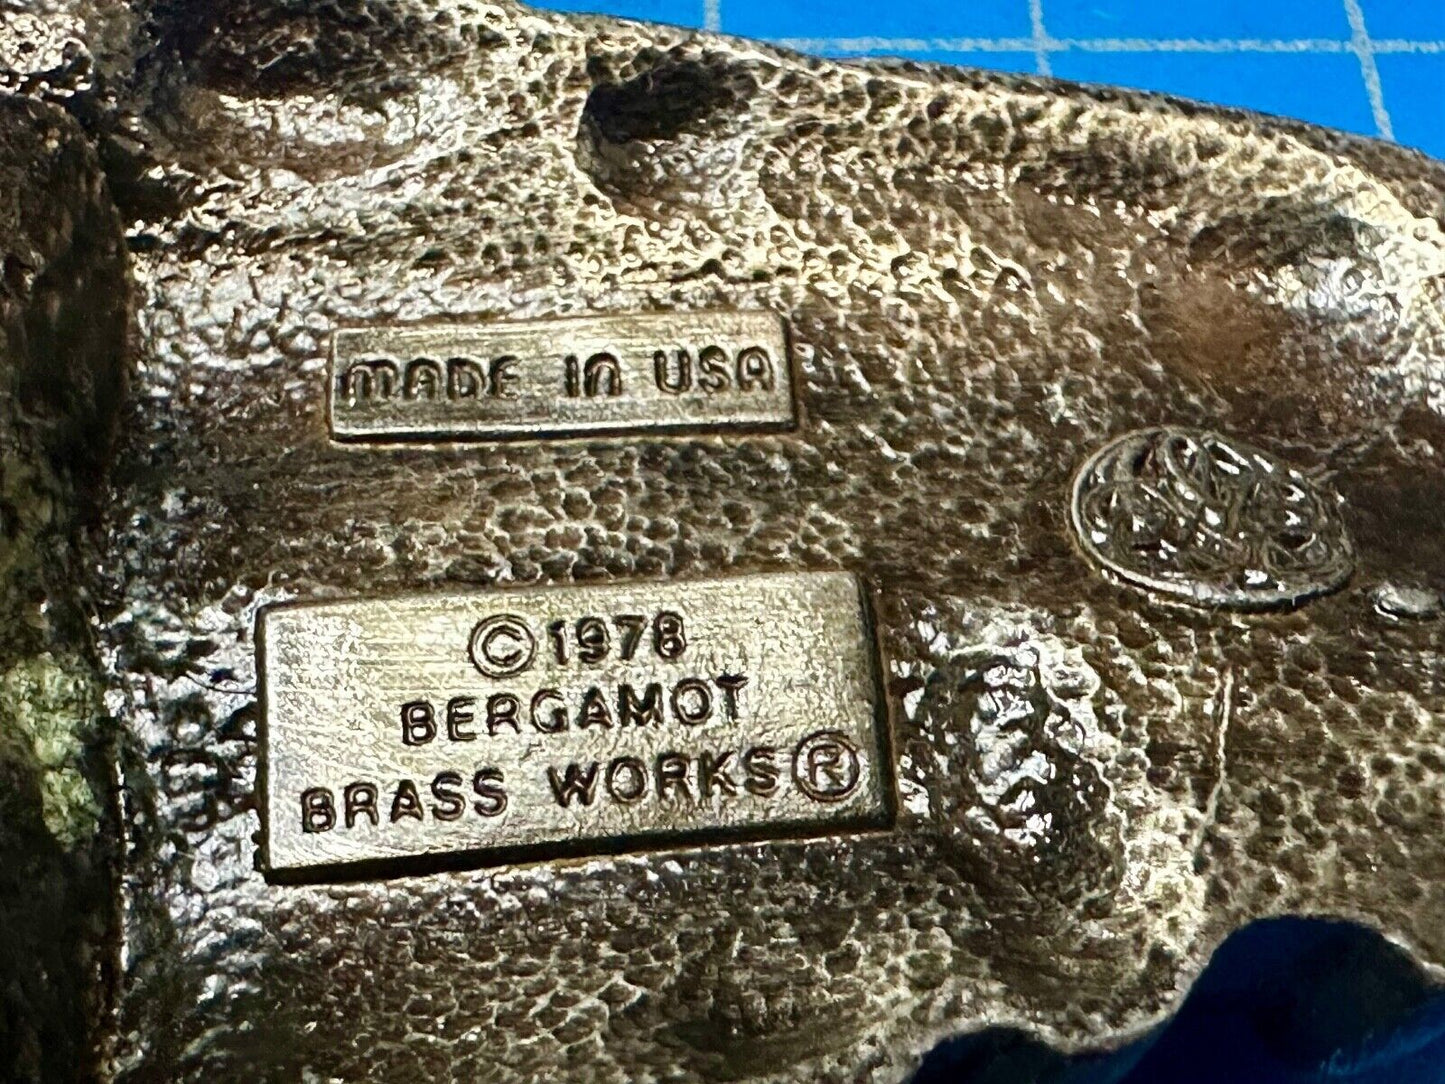 MADE IN USA
©1978
BERGAMOT
BRASS WORKS®